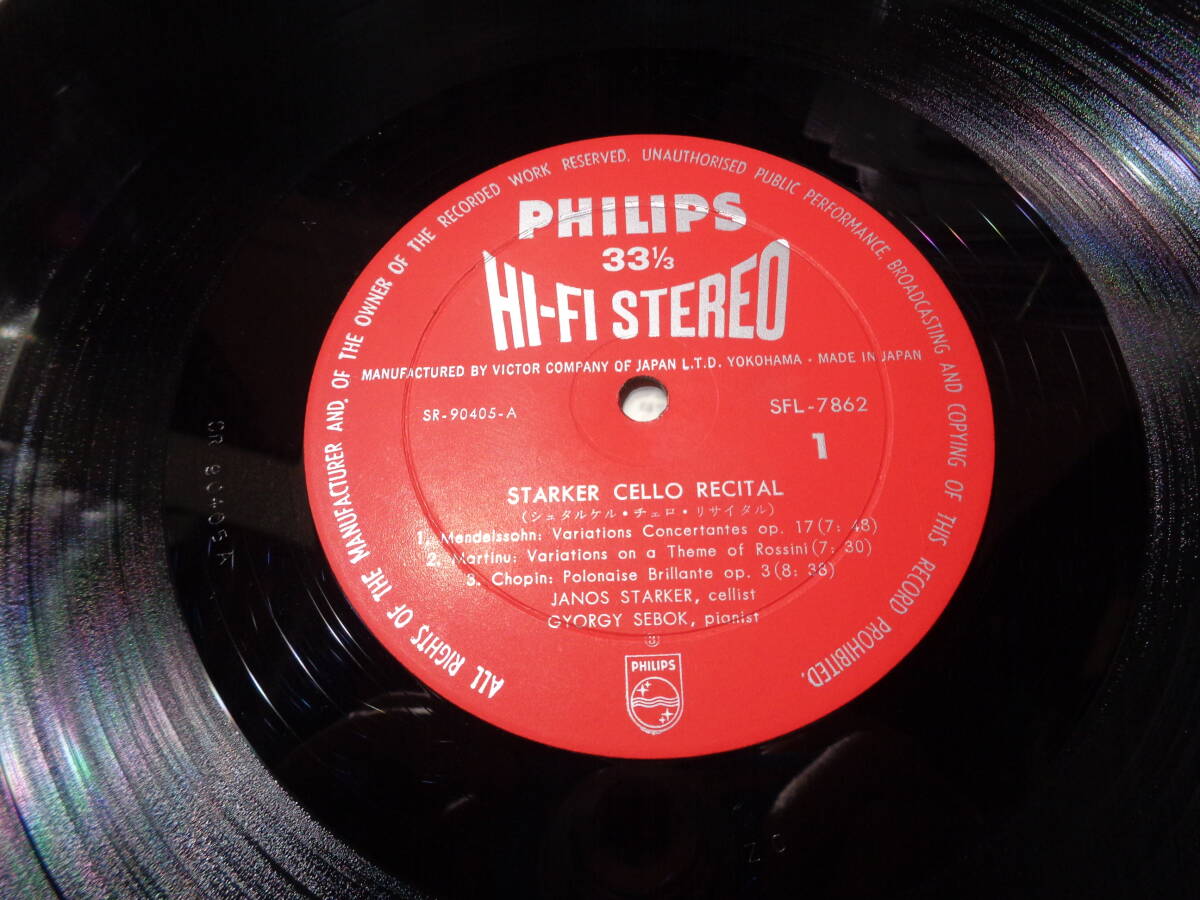 ALL RIGHTS OF THE MANUFACTURER AND, OF THE OWNER OF THE RECORDED WORK RESERVED. UNAUTHORISED PUBLIC PERFORMANCE, BROADCASTING AND COPYING OF THIS RECORD PROHIBITED.
PHILIPS
33⅓
HI-FI STEREO
MANUFACTURED BY VICTOR COMPANY OF JAPAN L.T.D. YOKOHAMA - MADE IN JAPAN
SR-90405-A
SFL-7862
1
STARKER CELLO RECITAL
(シュタルケル・チェロ・リサイタル)
1. Mendelssohn: Variations Concertantes op. 17 (7: 48)
2. Martinu: Variations on a Theme of Rossini (7: 30)
3. Chopin: Polonaise Brillante op. 3 (8: 38)
JANOS STARKER, cellist
GYORGY SEBOK, pianist
PHILIPS
SR 90405